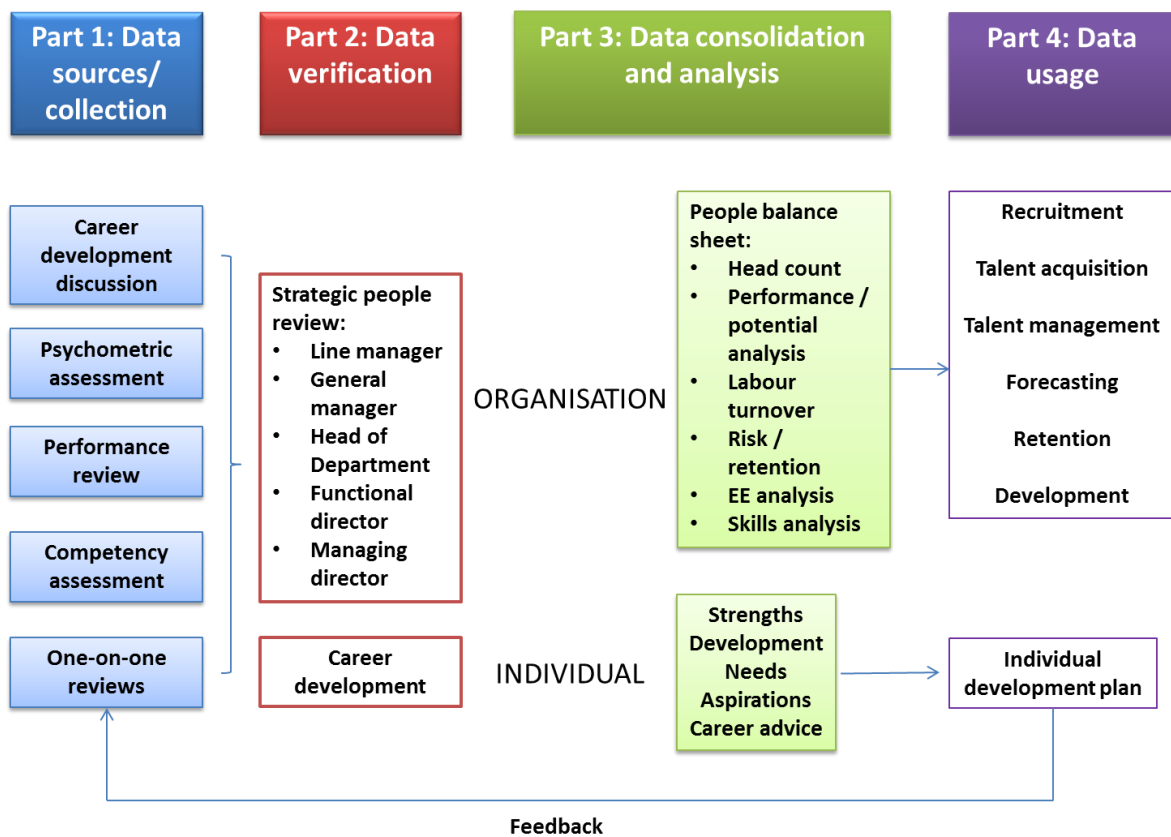 Part 1: Data
sources/
collection
Part 2: Data
verification
Part 3: Data consolidation
and analysis
Part 4: Data
usage
Career
development
discussion
Psychometric
assessment
Performance
review
Competency
assessment
One-on-one
reviews
Strategic people
review:
• Line manager
• General
manager
• Head of
Department
• Functional
director
• Managing
director
Career
development
ORGANISATION
INDIVIDUAL
People balance
sheet:
• Head count
• Performance /
potential
analysis
• Labour
turnover
• Risk /
retention
• EE analysis
• Skills analysis
Strengths
Development
Needs
Aspirations
Career advice
Recruitment
Talent acquisition
Talent management
Forecasting
Retention
Development
Individual
development plan
Feedback